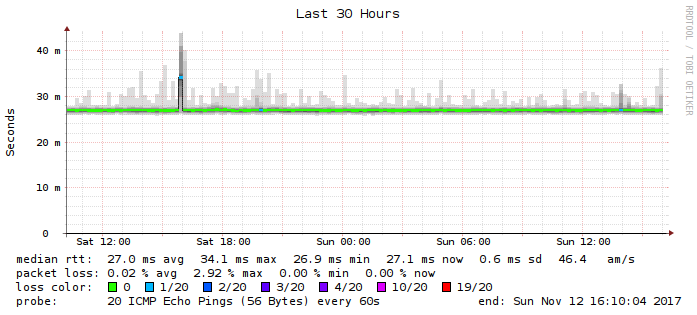 Last 30 Hours
RRDTOOL / TOBI OETIKER
Seconds
40 m
30 m
20 m
10 m
0
Sat 12:00 Sat 18:00 Sun 00:00 Sun 06:00 Sun 12:00
median rtt: 27.0 ms avg 34.1 ms max 26.9 ms min 27.1 ms now 0.6 ms sd 46.4 am/s
packet loss: 0.02 % avg 2.92 % max 0.00 % min 0.00 % now
loss color: 0 1/20 2/20 3/20 4/20 10/20 19/20
probe: 20 ICMP Echo Pings (56 Bytes) every 60s end: Sun Nov 12 16:10:04 2017